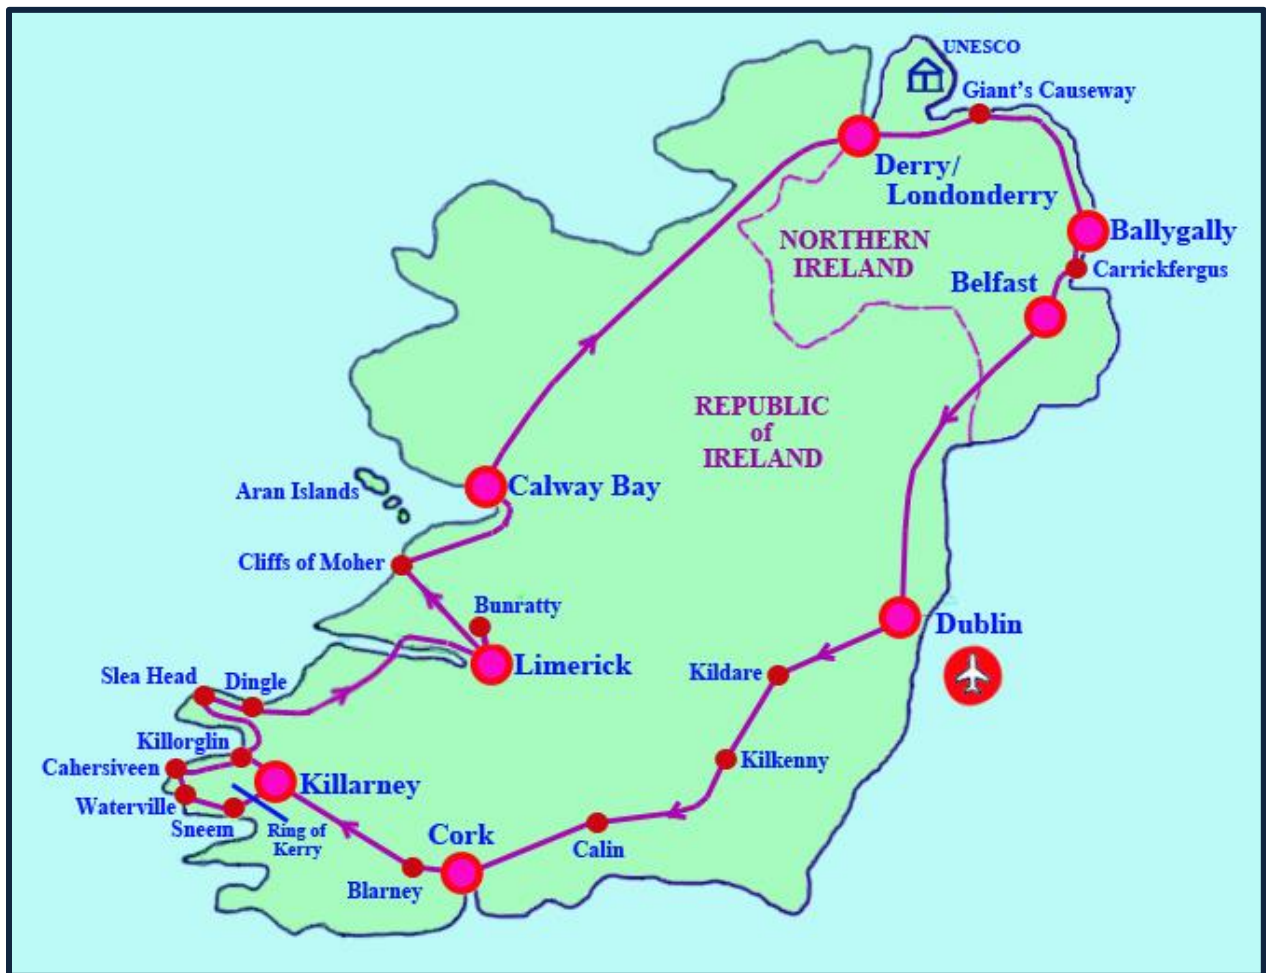 UNESCO
Giant's Causeway
Derry/
Londonderry
NORTHERN
IRELAND
Ballygally
Carrickfergus
Belfast
REPUBLIC
of
IRELAND
Aran Islands
Calway Bay
Cliffs of Moher
Bunratty
Limerick
Dublin
Kildare
Slea Head
Dingle
Killorglin
Cahersiveen
Killarney
Kilkenny
Waterville
Sneem
Ring of
Kerry
Cork
Calin
Blarney